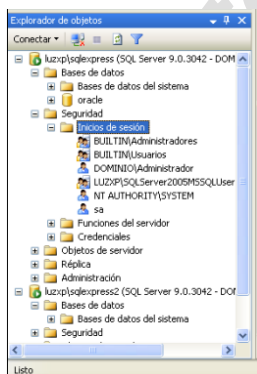 Explorador de objetos
Conectar
luzxp\sqlexpress (SQL Server 9.0.3042 - DOM
Bases de datos
Bases de datos del sistema
oracle
Seguridad
Inicios de sesión
BUILTIN\Administradores
BUILTIN\Usuarios
DOMINIO\Administrador
LUZXP\SQLServer2005MSSQLUser
NT AUTHORITY\SYSTEM
sa
Funciones del servidor
Credenciales
Objetos de servidor
Réplica
Administración
luzxp\sqlexpress2 (SQL Server 9.0.3042 - DOM
Bases de datos
Bases de datos del sistema
Seguridad
Listo